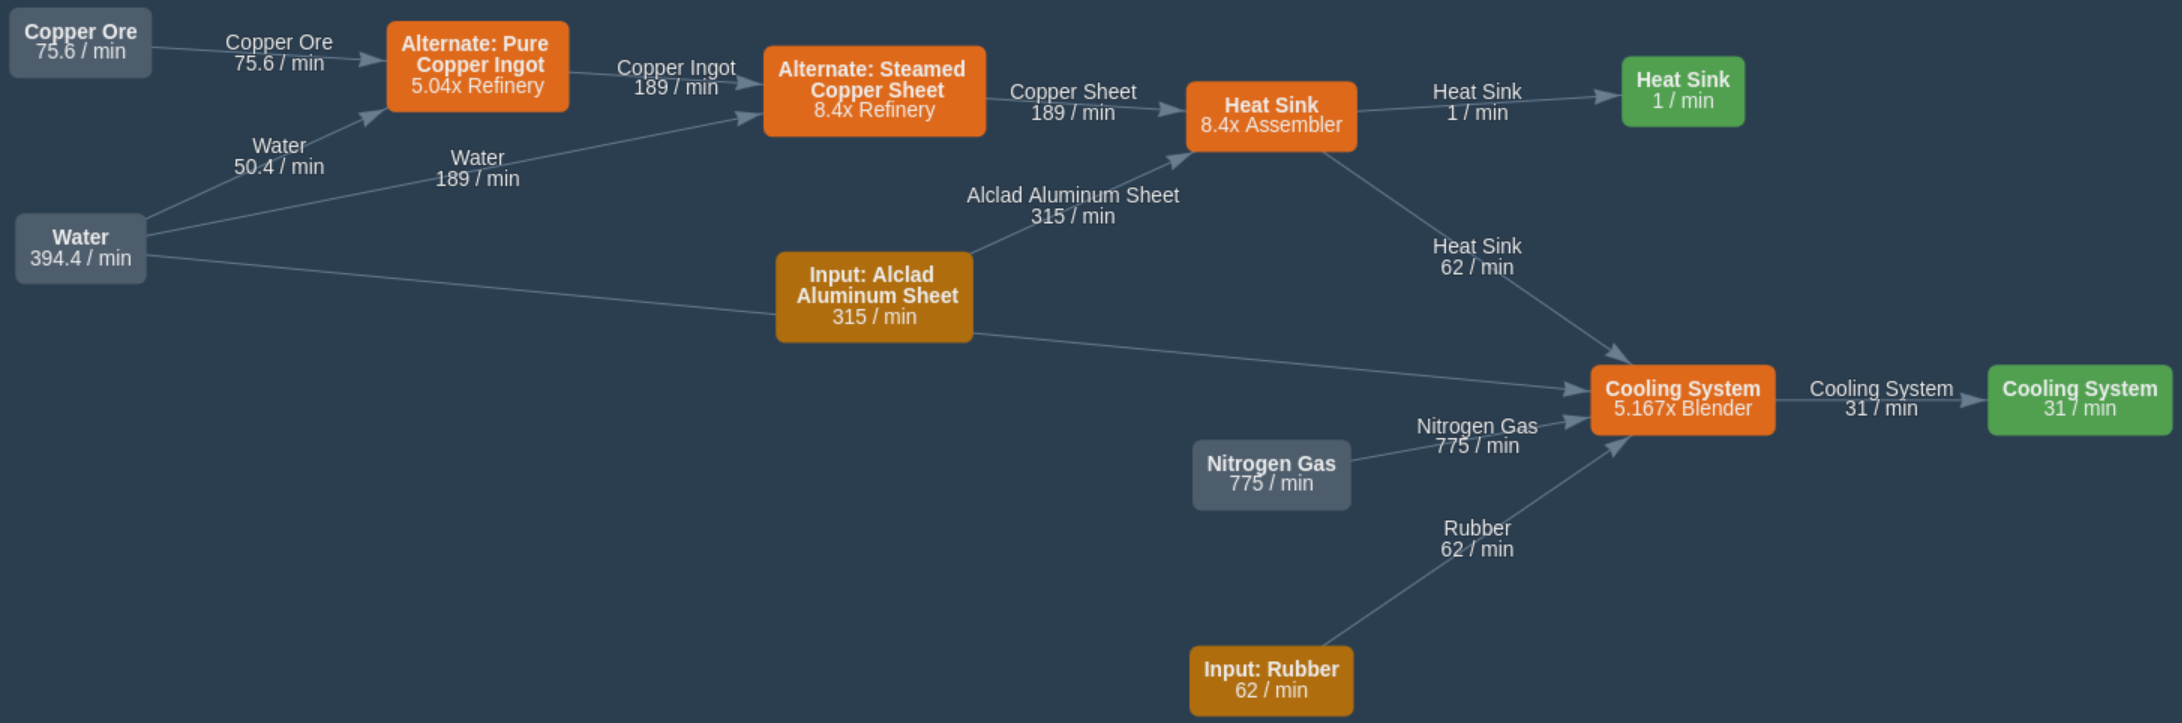 Copper Ore
75.6 / min
Copper Ore
75.6 / min
Alternate: Pure
Copper Ingot
5.04x Refinery
Copper Ingot
189 / min
Alternate: Steamed
Copper Sheet
8.4x Refinery
Copper Sheet
189 / min
Heat Sink
8.4x Assembler
Heat Sink
1 / min
Heat Sink
1 / min
Water
50.4 / min
Water
189 / min
Alclad Aluminum Sheet
315 / min
Water
394.4 / min
Input: Alclad
Aluminum Sheet
315 / min
Heat Sink
62 / min
Cooling System
5.167x Blender
Cooling System
31 / min
Cooling System
31 / min
Nitrogen Gas
775 / min
Nitrogen Gas
775 / min
Rubber
62 / min
Input: Rubber
62 / min